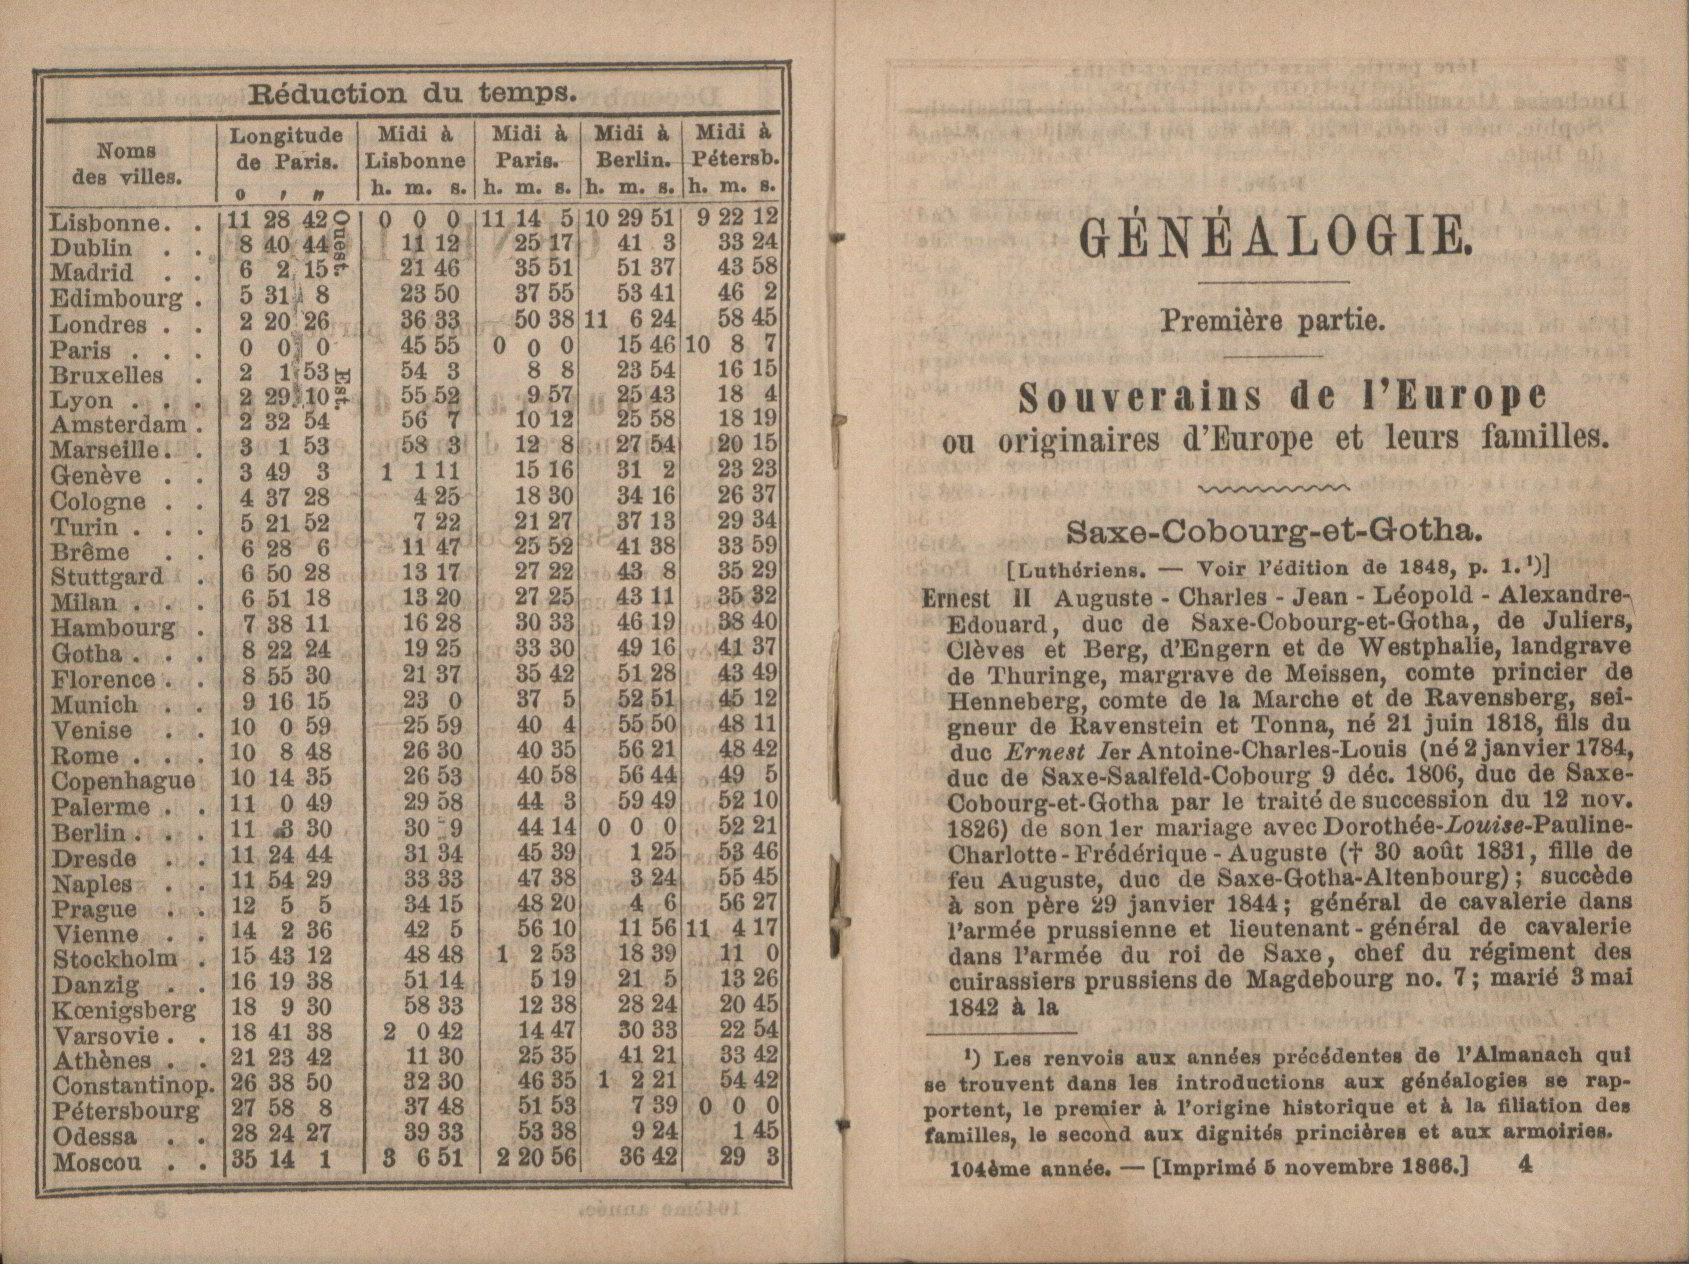 Réduction du temps.
Noms des villes. | Longitude de Paris. | Midi à Lisbonne | Midi à Paris. | Midi à Berlin. | Midi à Pétersb.
o ' " | h. m. s. | h. m. s. | h. m. s. | h. m. s.
Lisbonne. . | 11 28 42 Ouest. | 0 0 0 | 11 14 5 | 10 29 51 | 9 22 12
Dublin . . | 8 40 44 | 11 12 | 25 17 | 41 3 | 33 24
Madrid . . | 6 2 15 | 21 46 | 35 51 | 51 37 | 43 58
Edimbourg . | 5 31 8 | 23 50 | 37 55 | 53 41 | 46 2
Londres . . | 2 20 26 | 36 33 | 50 38 | 11 6 24 | 58 45
Paris . . . | 0 0 0 | 45 55 | 0 0 0 | 15 46 | 10 8 7
Bruxelles . | 2 1 53 Est. | 54 3 | 8 8 | 23 54 | 16 15
Lyon . . . | 2 29 10 | 55 52 | 9 57 | 25 43 | 18 4
Amsterdam . | 2 32 54 | 56 7 | 10 12 | 25 58 | 18 19
Marseille. . | 3 1 53 | 58 3 | 12 8 | 27 54 | 20 15
Genève . . | 3 49 3 | 1 1 11 | 15 16 | 31 2 | 23 23
Cologne . . | 4 37 28 | 4 25 | 18 30 | 34 16 | 26 37
Turin . . . | 5 21 52 | 7 22 | 21 27 | 37 13 | 29 34
Brême . . | 6 28 6 | 11 47 | 25 52 | 41 38 | 33 59
Stuttgard . | 6 50 28 | 13 17 | 27 22 | 43 8 | 35 29
Milan . . . | 6 51 18 | 13 20 | 27 25 | 43 11 | 35 32
Hambourg . | 7 38 11 | 16 28 | 30 33 | 46 19 | 38 40
Gotha . . . | 8 22 24 | 19 25 | 33 30 | 49 16 | 41 37
Florence . . | 8 55 30 | 21 37 | 35 42 | 51 28 | 43 49
Munich . . | 9 16 15 | 23 0 | 37 5 | 52 51 | 45 12
Venise . . | 10 0 59 | 25 59 | 40 4 | 55 50 | 48 11
Rome . . . | 10 8 48 | 26 30 | 40 35 | 56 21 | 48 42
Copenhague | 10 14 35 | 26 53 | 40 58 | 56 44 | 49 5
Palerme . . | 11 0 49 | 29 58 | 44 3 | 59 49 | 52 10
Berlin . . . | 11 3 30 | 30 9 | 44 14 | 0 0 0 | 52 21
Dresde . . | 11 24 44 | 31 34 | 45 39 | 1 25 | 53 46
Naples . . | 11 54 29 | 33 33 | 47 38 | 3 24 | 55 45
Prague . . | 12 5 5 | 34 15 | 48 20 | 4 6 | 56 27
Vienne . . | 14 2 36 | 42 5 | 56 10 | 11 56 | 11 4 17
Stockholm . | 15 43 12 | 48 48 | 1 2 53 | 18 39 | 11 0
Danzig . . | 16 19 38 | 51 14 | 5 19 | 21 5 | 13 26
Kœnigsberg | 18 9 30 | 58 33 | 12 38 | 28 24 | 20 45
Varsovie . . | 18 41 38 | 2 0 42 | 14 47 | 30 33 | 22 54
Athènes . . | 21 23 42 | 11 30 | 25 35 | 41 21 | 33 42
Constantinop. | 26 38 50 | 32 30 | 46 35 | 1 2 21 | 54 42
Pétersbourg | 27 58 8 | 37 48 | 51 53 | 7 39 | 0 0 0
Odessa . . | 28 24 27 | 39 33 | 53 38 | 9 24 | 1 45
Moscou . . | 35 14 1 | 3 6 51 | 2 20 56 | 36 42 | 29 3
GÉNÉALOGIE.
Première partie.
Souverains de l'Europe
ou originaires d'Europe et leurs familles.
Saxe-Cobourg-et-Gotha.
[Luthériens. — Voir l'édition de 1848, p. 1.¹)]
Ernest II Auguste - Charles - Jean - Léopold - Alexandre-
Edouard, duc de Saxe-Cobourg-et-Gotha, de Juliers,
Clèves et Berg, d'Engern et de Westphalie, landgrave
de Thuringe, margrave de Meissen, comte princier de
Henneberg, comte de la Marche et de Ravensberg, sei-
gneur de Ravenstein et Tonna, né 21 juin 1818, fils du
duc Ernest Ier Antoine-Charles-Louis (né 2 janvier 1784,
duc de Saxe-Saalfeld-Cobourg 9 déc. 1806, duc de Saxe-
Cobourg-et-Gotha par le traité de succession du 12 nov.
1826) de son 1er mariage avec Dorothée-Louise-Pauline-
Charlotte - Frédérique - Auguste († 30 août 1831, fille de
feu Auguste, duc de Saxe-Gotha-Altenbourg); succède
à son père 29 janvier 1844; général de cavalerie dans
l'armée prussienne et lieutenant - général de cavalerie
dans l'armée du roi de Saxe, chef du régiment des
cuirassiers prussiens de Magdebourg no. 7; marié 3 mai
1842 à la
¹) Les renvois aux années précédentes de l'Almanach qui
se trouvent dans les introductions aux généalogies se rap-
portent, le premier à l'origine historique et à la filiation des
familles, le second aux dignités princières et aux armoiries.
104ème année. — [Imprimé 5 novembre 1866.] 4